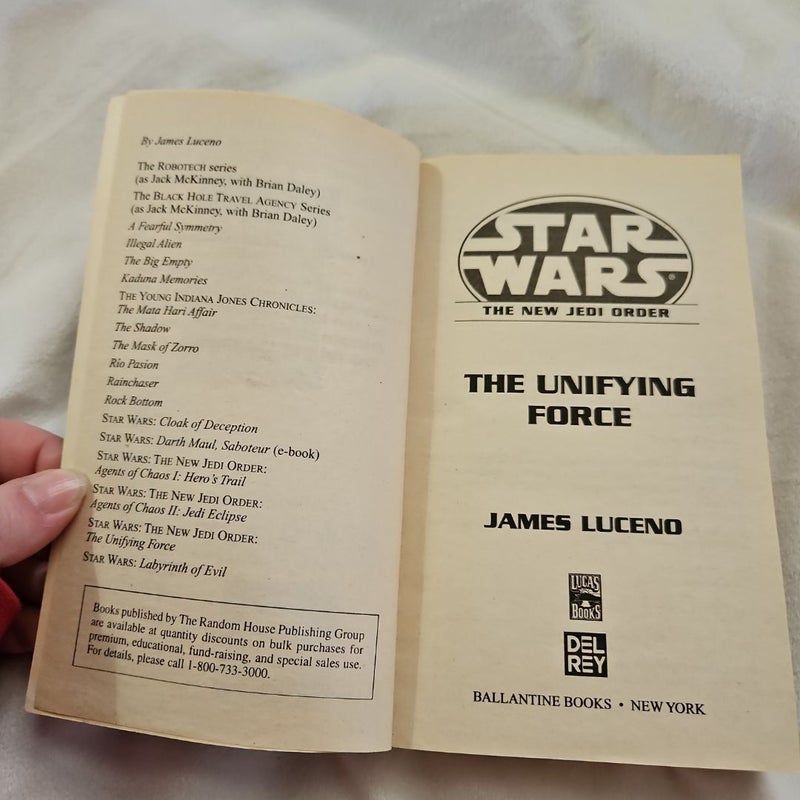 By James Luceno
The ROBOTECH series
(as Jack McKinney, with Brian Daley)
The BLACK HOLE TRAVEL AGENCY Series
(as Jack McKinney, with Brian Daley)
A Fearful Symmetry
Illegal Alien
The Big Empty
Kaduna Memories
THE YOUNG INDIANA JONES CHRONICLES:
The Mata Hari Affair
The Shadow
The Mask of Zorro
Río Pasion
Rainchaser
Rock Bottom
STAR WARS: Cloak of Deception
STAR WARS: Darth Maul, Saboteur (e-book)
STAR WARS: THE NEW JEDI ORDER:
Agents of Chaos I: Hero's Trail
STAR WARS: THE NEW JEDI ORDER:
Agents of Chaos II: Jedi Eclipse
STAR WARS: THE NEW JEDI ORDER:
The Unifying Force
STAR WARS: Labyrinth of Evil
Books published by The Random House Publishing Group
are available at quantity discounts on bulk purchases for
premium, educational, fund-raising, and special sales use.
For details, please call 1-800-733-3000.
STAR
WARS®
THE NEW JEDI ORDER
THE UNIFYING
FORCE
JAMES LUCENO
LUCAS
BOOKS
DEL
REY
BALLANTINE BOOKS • NEW YORK